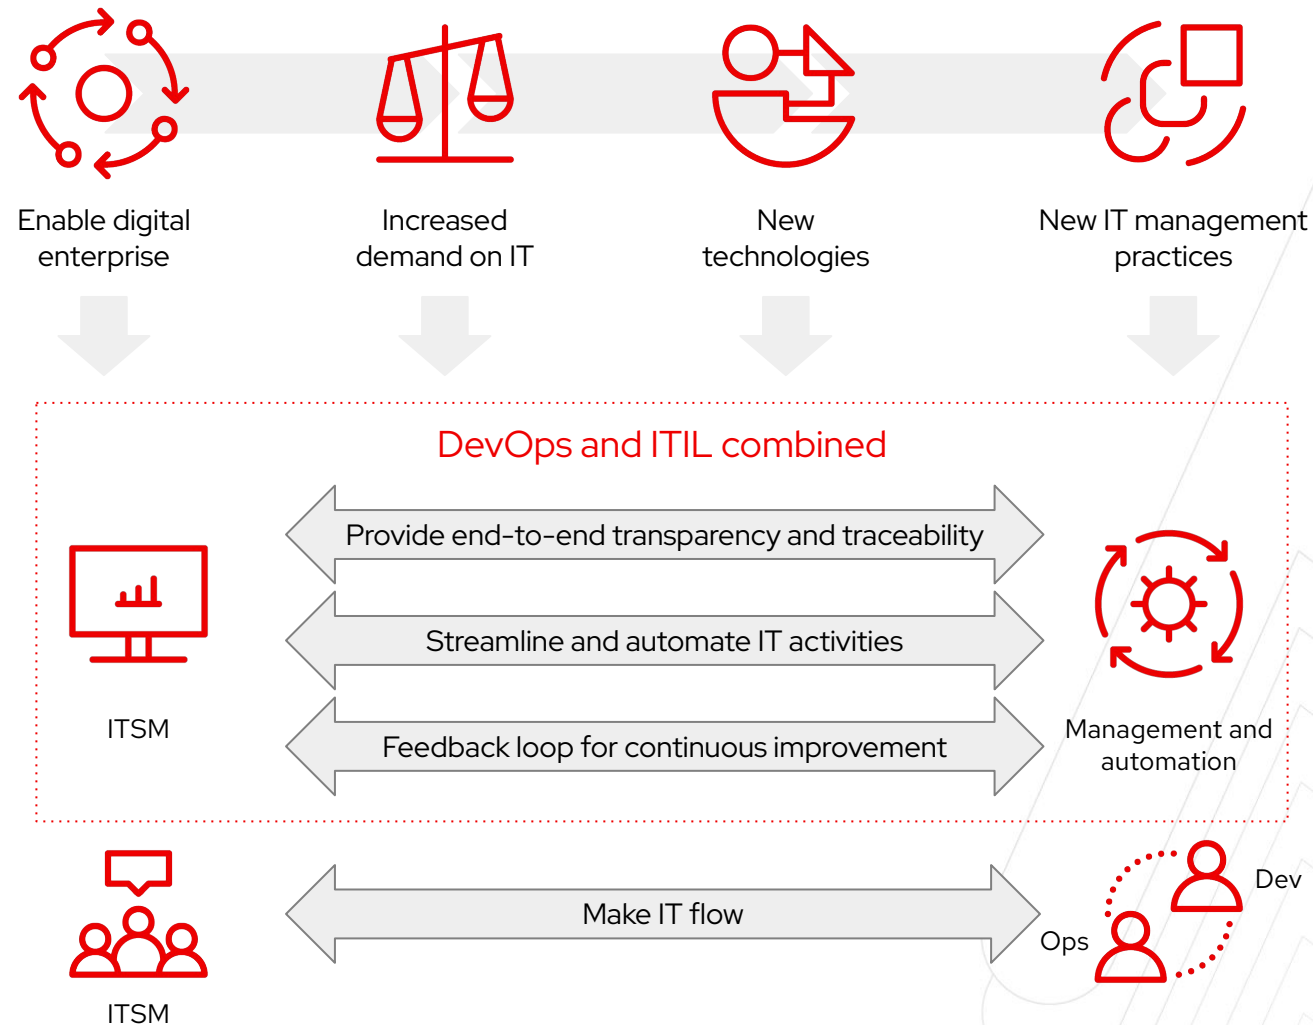 Enable digital
enterprise
Increased
demand on IT
New
technologies
New IT management
practices
DevOps and ITIL combined
Provide end-to-end transparency and traceability
Streamline and automate IT activities
Feedback loop for continuous improvement
ITSM
Management and
automation
Make IT flow
ITSM
Dev
Ops